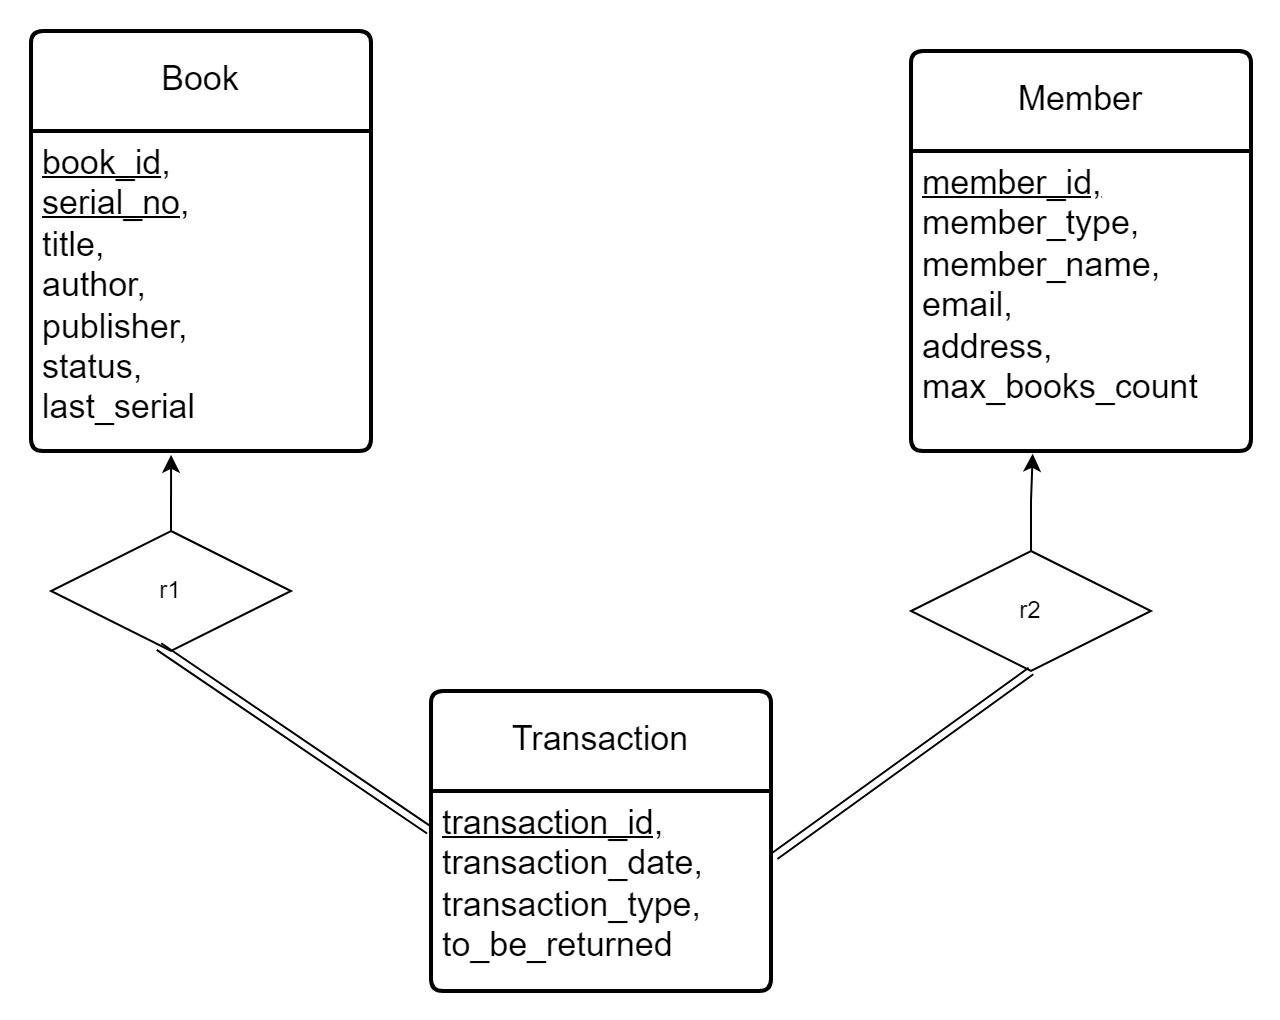 Book
book_id,
serial_no,
title,
author,
publisher,
status,
last_serial
Member
member_id,
member_type,
member_name,
email,
address,
max_books_count
r1
r2
Transaction
transaction_id,
transaction_date,
transaction_type,
to_be_returned